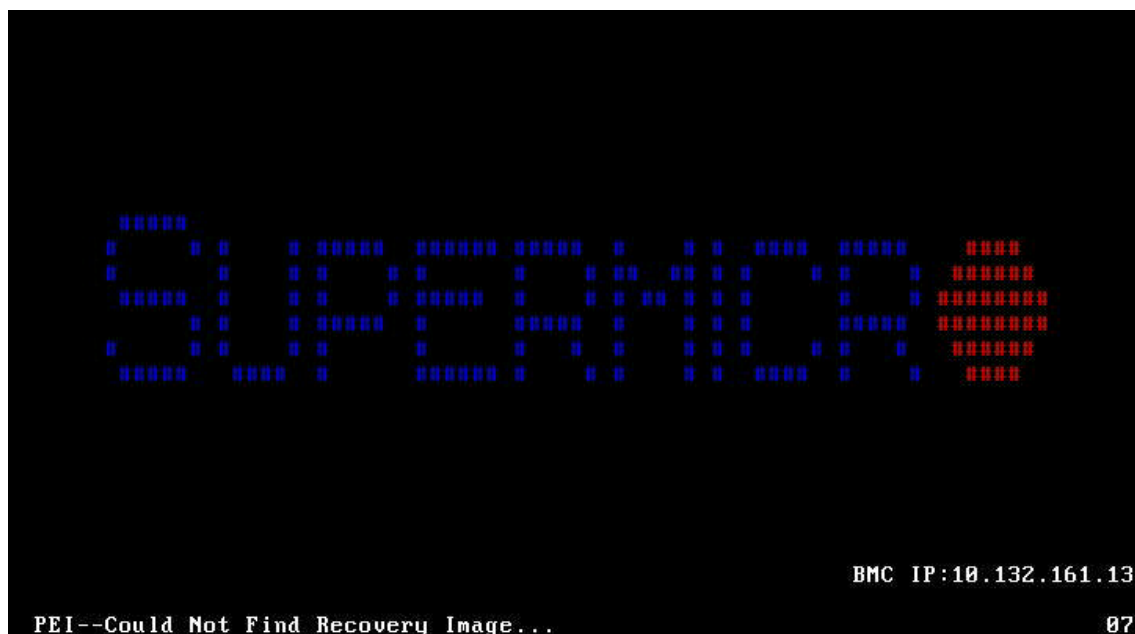 SUPERMICR
BMC IP:10.132.161.13
PEI--Could Not Find Recovery Image...
07